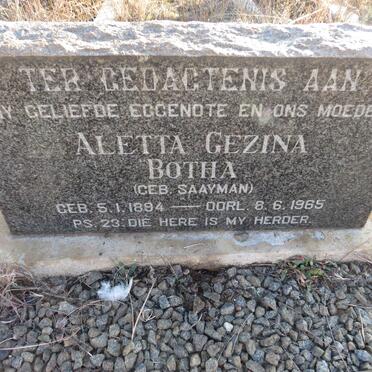 TER GEDAGTENIS AAN
MY GELIEFDE EGGENOTE EN ONS MOEDER
ALETTA GEZINA
BOTHA
(GEB. SAAYMAN)
GEB. 5.1.1894 — OORL. 8.6.1965
PS. 23: DIE HERE IS MY HERDER.